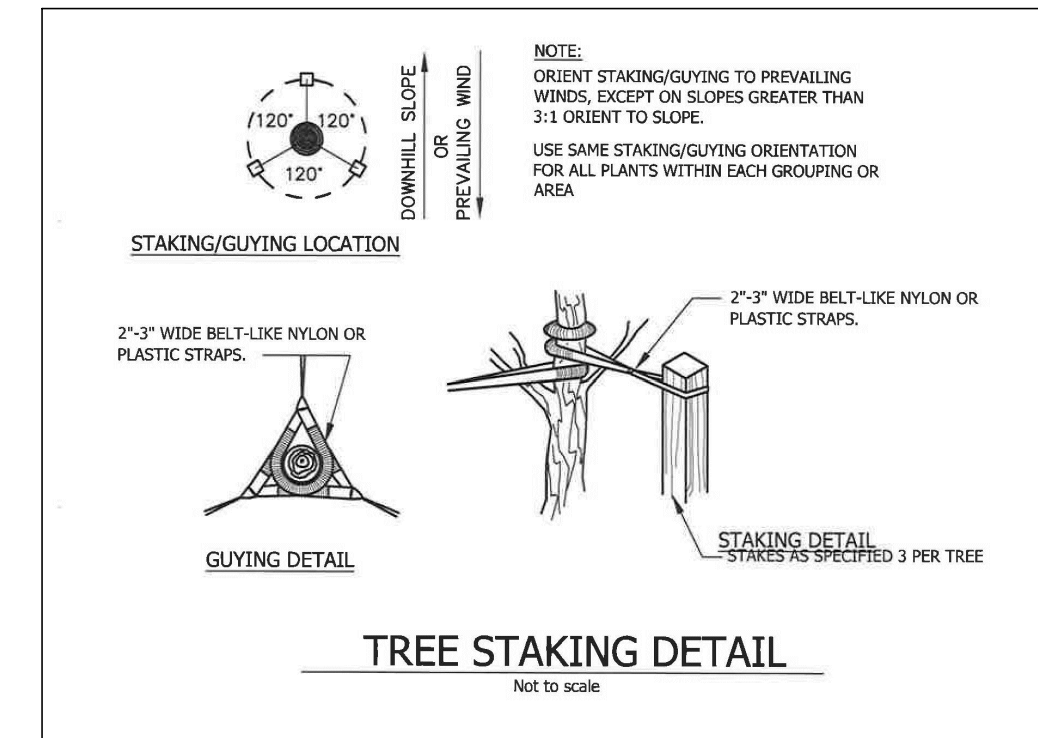 120°
120°
120°
DOWNHILL SLOPE
OR
PREVAILING WIND
NOTE:
ORIENT STAKING/GUYING TO PREVAILING
WINDS, EXCEPT ON SLOPES GREATER THAN
3:1 ORIENT TO SLOPE.
USE SAME STAKING/GUYING ORIENTATION
FOR ALL PLANTS WITHIN EACH GROUPING OR
AREA
STAKING/GUYING LOCATION
2"-3" WIDE BELT-LIKE NYLON OR
PLASTIC STRAPS.
2"-3" WIDE BELT-LIKE NYLON OR
PLASTIC STRAPS.
GUYING DETAIL
STAKING DETAIL
STAKES AS SPECIFIED 3 PER TREE
TREE STAKING DETAIL
Not to scale